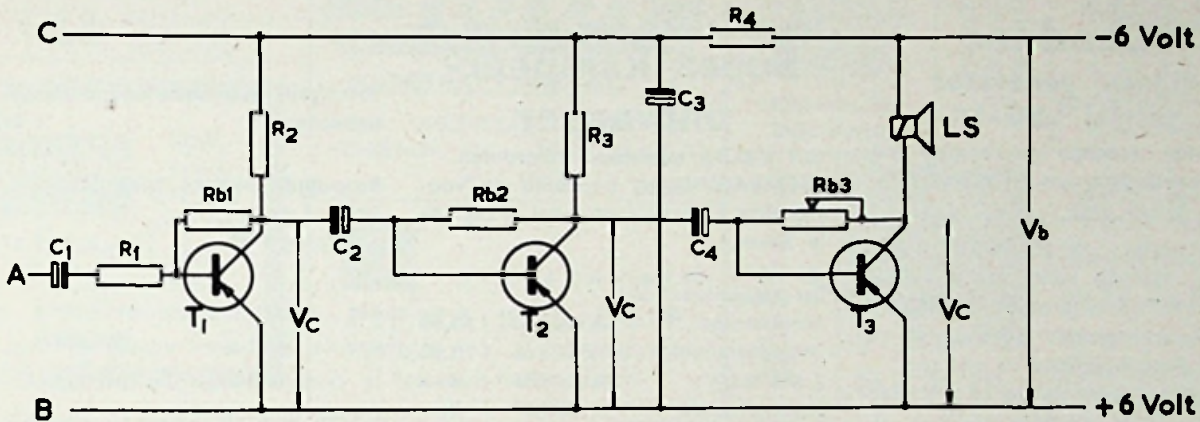 C
R4
-6 Volt
R2
R3
C3
LS
Rb1
Rb2
Rb3
C1
R1
A
C2
C4
Vb
T1
VC
T2
VC
T3
VC
B
+6 Volt